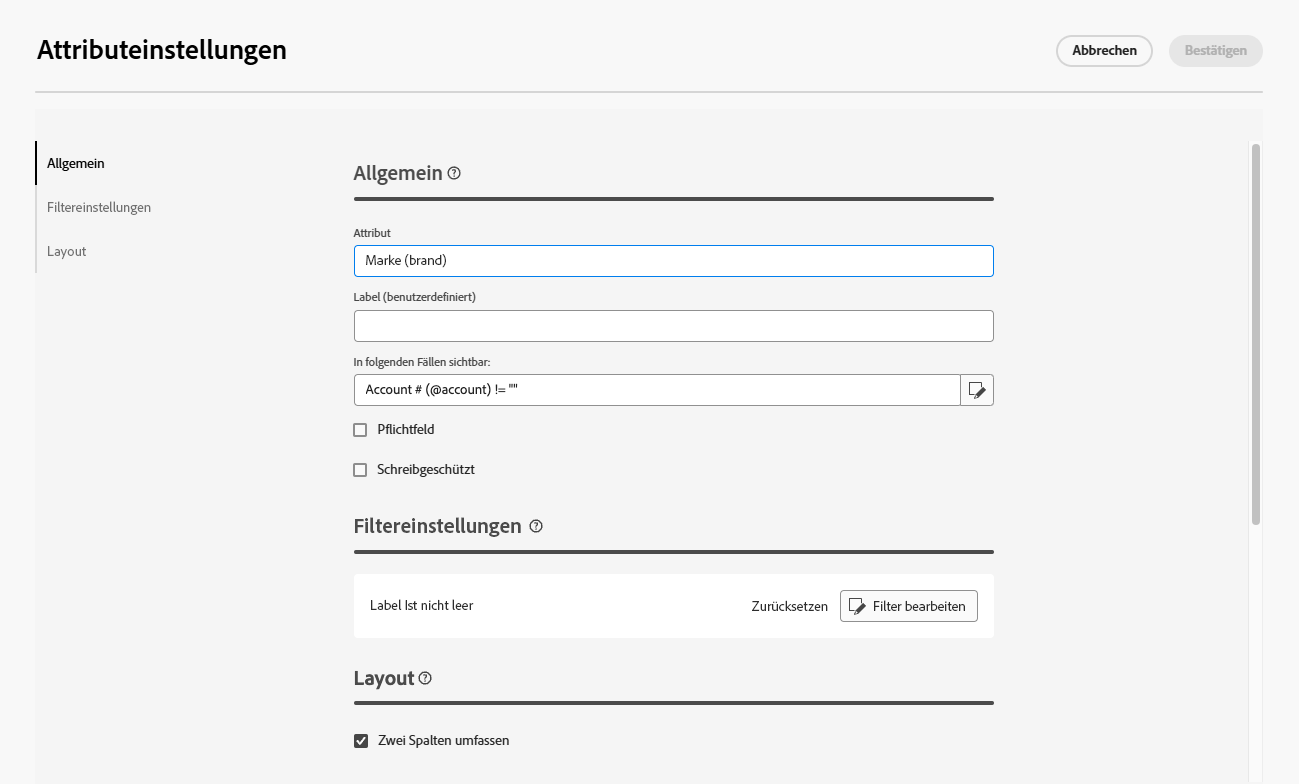 Attributeinstellungen
Abbrechen
Bestätigen
Allgemein
Filtereinstellungen
Layout
Allgemein
Attribut
Marke (brand)
Label (benutzerdefiniert)
In folgenden Fällen sichtbar:
Account # (@account) != ""
Pflichtfeld
Schreibgeschützt
Filtereinstellungen
Label Ist nicht leer
Zurücksetzen
Filter bearbeiten
Layout
Zwei Spalten umfassen